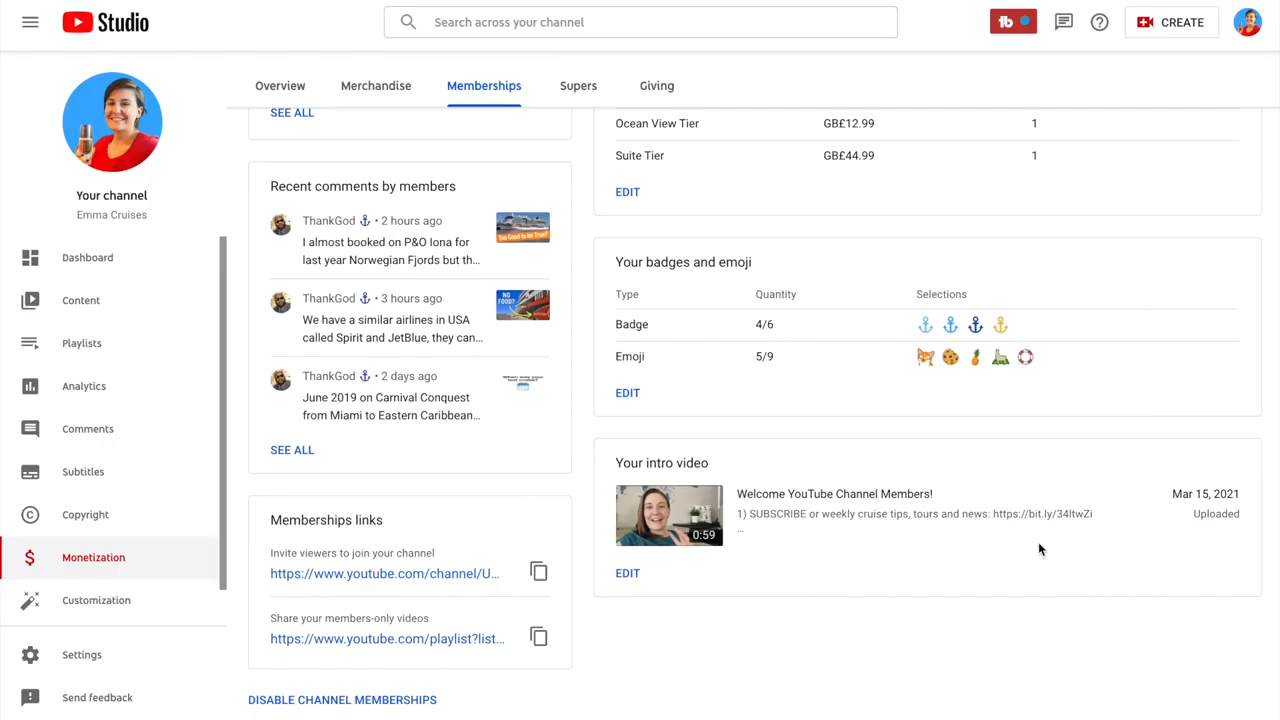 Studio
Search across your channel
tb
CREATE
Your channel
Emma Cruises
Dashboard
Content
Playlists
Analytics
Comments
Subtitles
Copyright
Monetization
Customization
Settings
Send feedback
Overview
Merchandise
Memberships
Supers
Giving
SEE ALL
Recent comments by members
ThankGod • 2 hours ago
I almost booked on P&O Iona for
last year Norwegian Fjords but th...
Too Good to be True?
ThankGod • 3 hours ago
We have a similar airlines in USA
called Spirit and JetBlue, they can...
NO
FOOD?
ThankGod • 2 days ago
June 2019 on Carnival Conquest
from Miami to Eastern Caribbean...
SEE ALL
Memberships links
Invite viewers to join your channel
https://www.youtube.com/channel/U...
Share your members-only videos
https://www.youtube.com/playlist?list...
DISABLE CHANNEL MEMBERSHIPS
Ocean View Tier GB£12.99 1
Suite Tier GB£44.99 1
EDIT
Your badges and emoji
Type Quantity Selections
Badge 4/6
Emoji 5/9
EDIT
Your intro video
0:59
Welcome YouTube Channel Members! Mar 15, 2021
1) SUBSCRIBE or weekly cruise tips, tours and news: https://bit.ly/34ltwZi Uploaded
...
EDIT